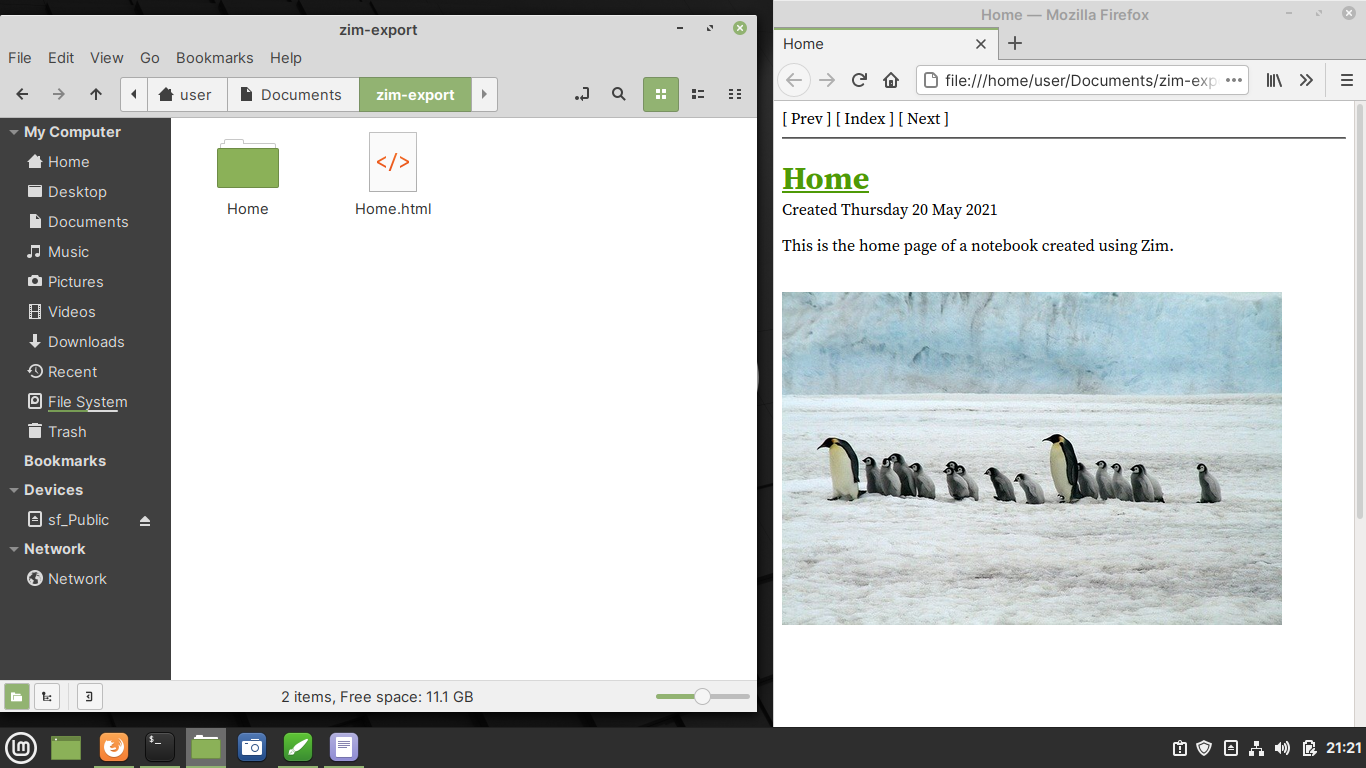 zim-export
File Edit View Go Bookmarks Help
user Documents zim-export
My Computer
Home
Desktop
Documents
Music
Pictures
Videos
Downloads
Recent
File System
Trash
Bookmarks
Devices
sf_Public
Network
Network
Home
Home.html
2 items, Free space: 11.1 GB
Home — Mozilla Firefox
Home
file:///home/user/Documents/zim-exp
[ Prev ] [ Index ] [ Next ]
Home
Created Thursday 20 May 2021
This is the home page of a notebook created using Zim.
21:21